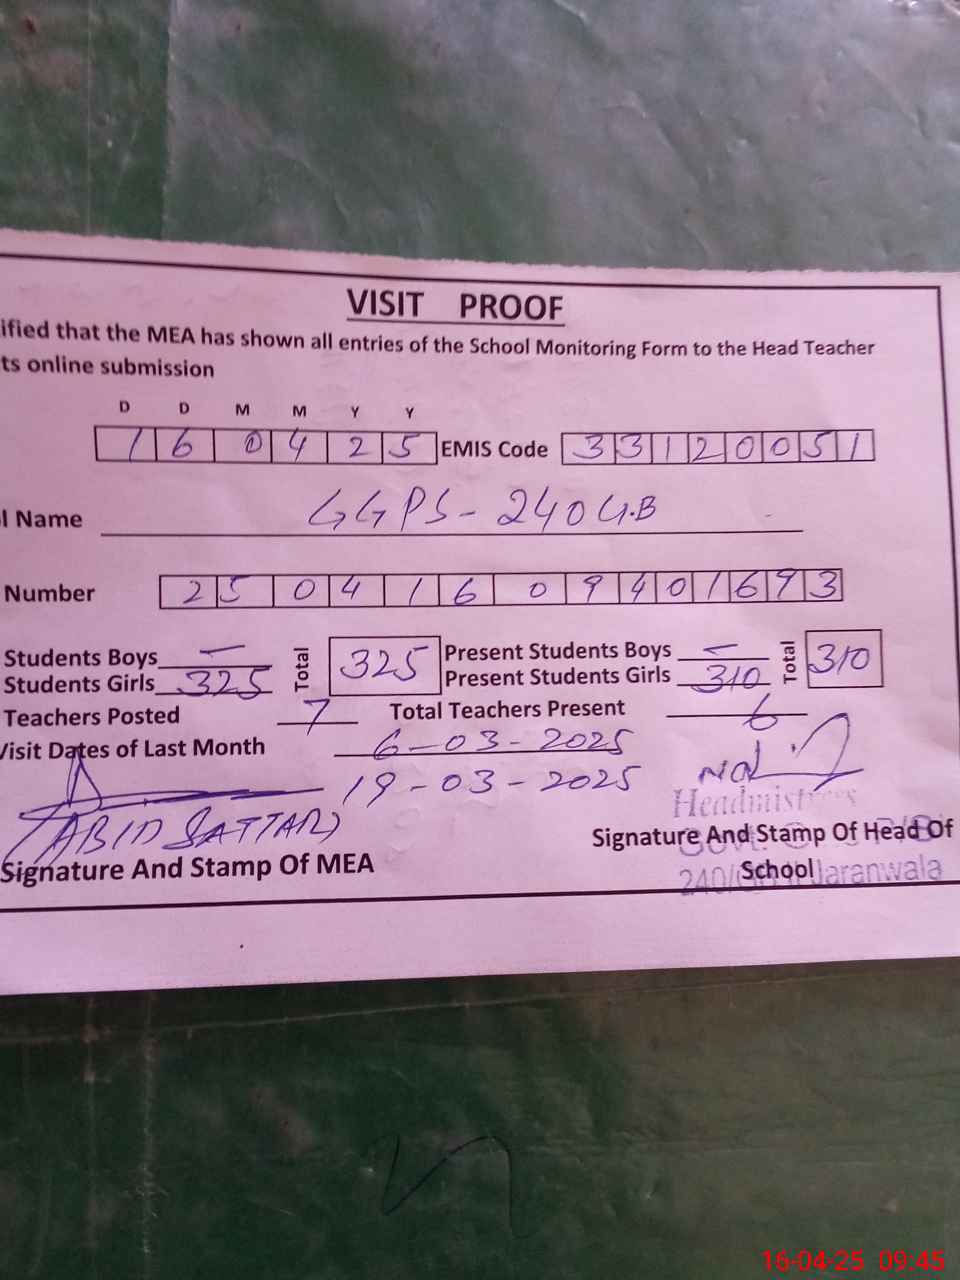 VISIT PROOF
ified that the MEA has shown all entries of the School Monitoring Form to the Head Teacher
ts online submission
D D M M Y Y
1 6 0 4 2 5 EMIS Code 3 3 1 2 0 0 5 1
l Name GGPS - 240 G.B
Number 2 5 0 4 1 6 0 9 4 0 1 6 9 3
Students Boys — Total 325 Present Students Boys — Total 310
Students Girls 325 Present Students Girls 310
Teachers Posted 7 Total Teachers Present 6
Visit Dates of Last Month 6-03-2025
19-03-2025
(ABID SATTAR)
Headmistress
Signature And Stamp Of MEA
Signature And Stamp Of Head Of
School
240/ Jaranwala
16-04-25 09:45